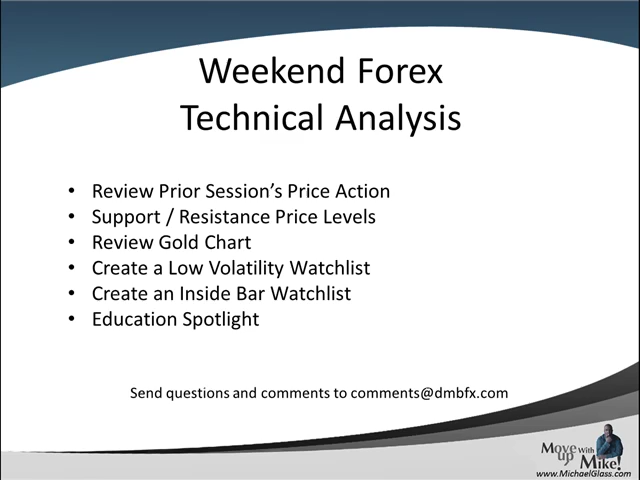 Weekend Forex
Technical Analysis
• Review Prior Session's Price Action
• Support / Resistance Price Levels
• Review Gold Chart
• Create a Low Volatility Watchlist
• Create an Inside Bar Watchlist
• Education Spotlight
Send questions and comments to comments@dmbfx.com
Move up With Mike!
www.MichaelGlass.com